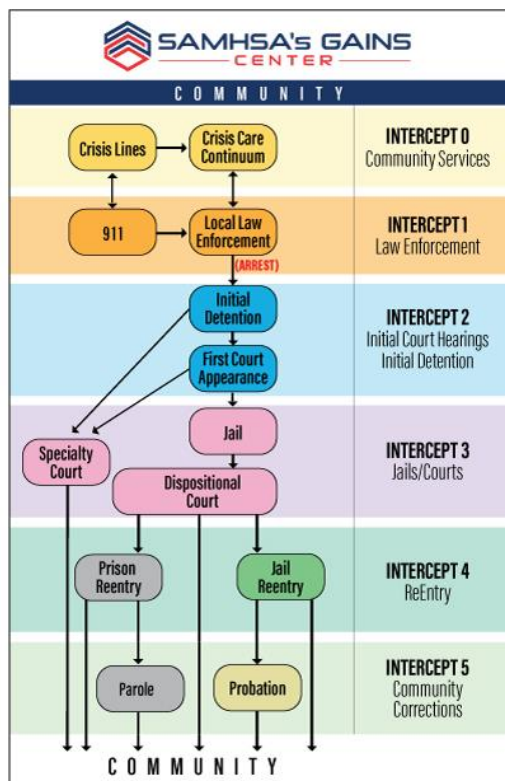 SAMHSA's GAINS
CENTER
COMMUNITY
Crisis Lines
Crisis Care
Continuum
INTERCEPT 0
Community Services
911
Local Law
Enforcement
(ARREST)
INTERCEPT 1
Law Enforcement
Initial
Detention
First Court
Appearance
INTERCEPT 2
Initial Court Hearings
Initial Detention
Specialty
Court
Jail
Dispositional
Court
INTERCEPT 3
Jails/Courts
Prison
Reentry
Jail
Reentry
INTERCEPT 4
ReEntry
Parole
Probation
INTERCEPT 5
Community
Corrections
COMMUNITY